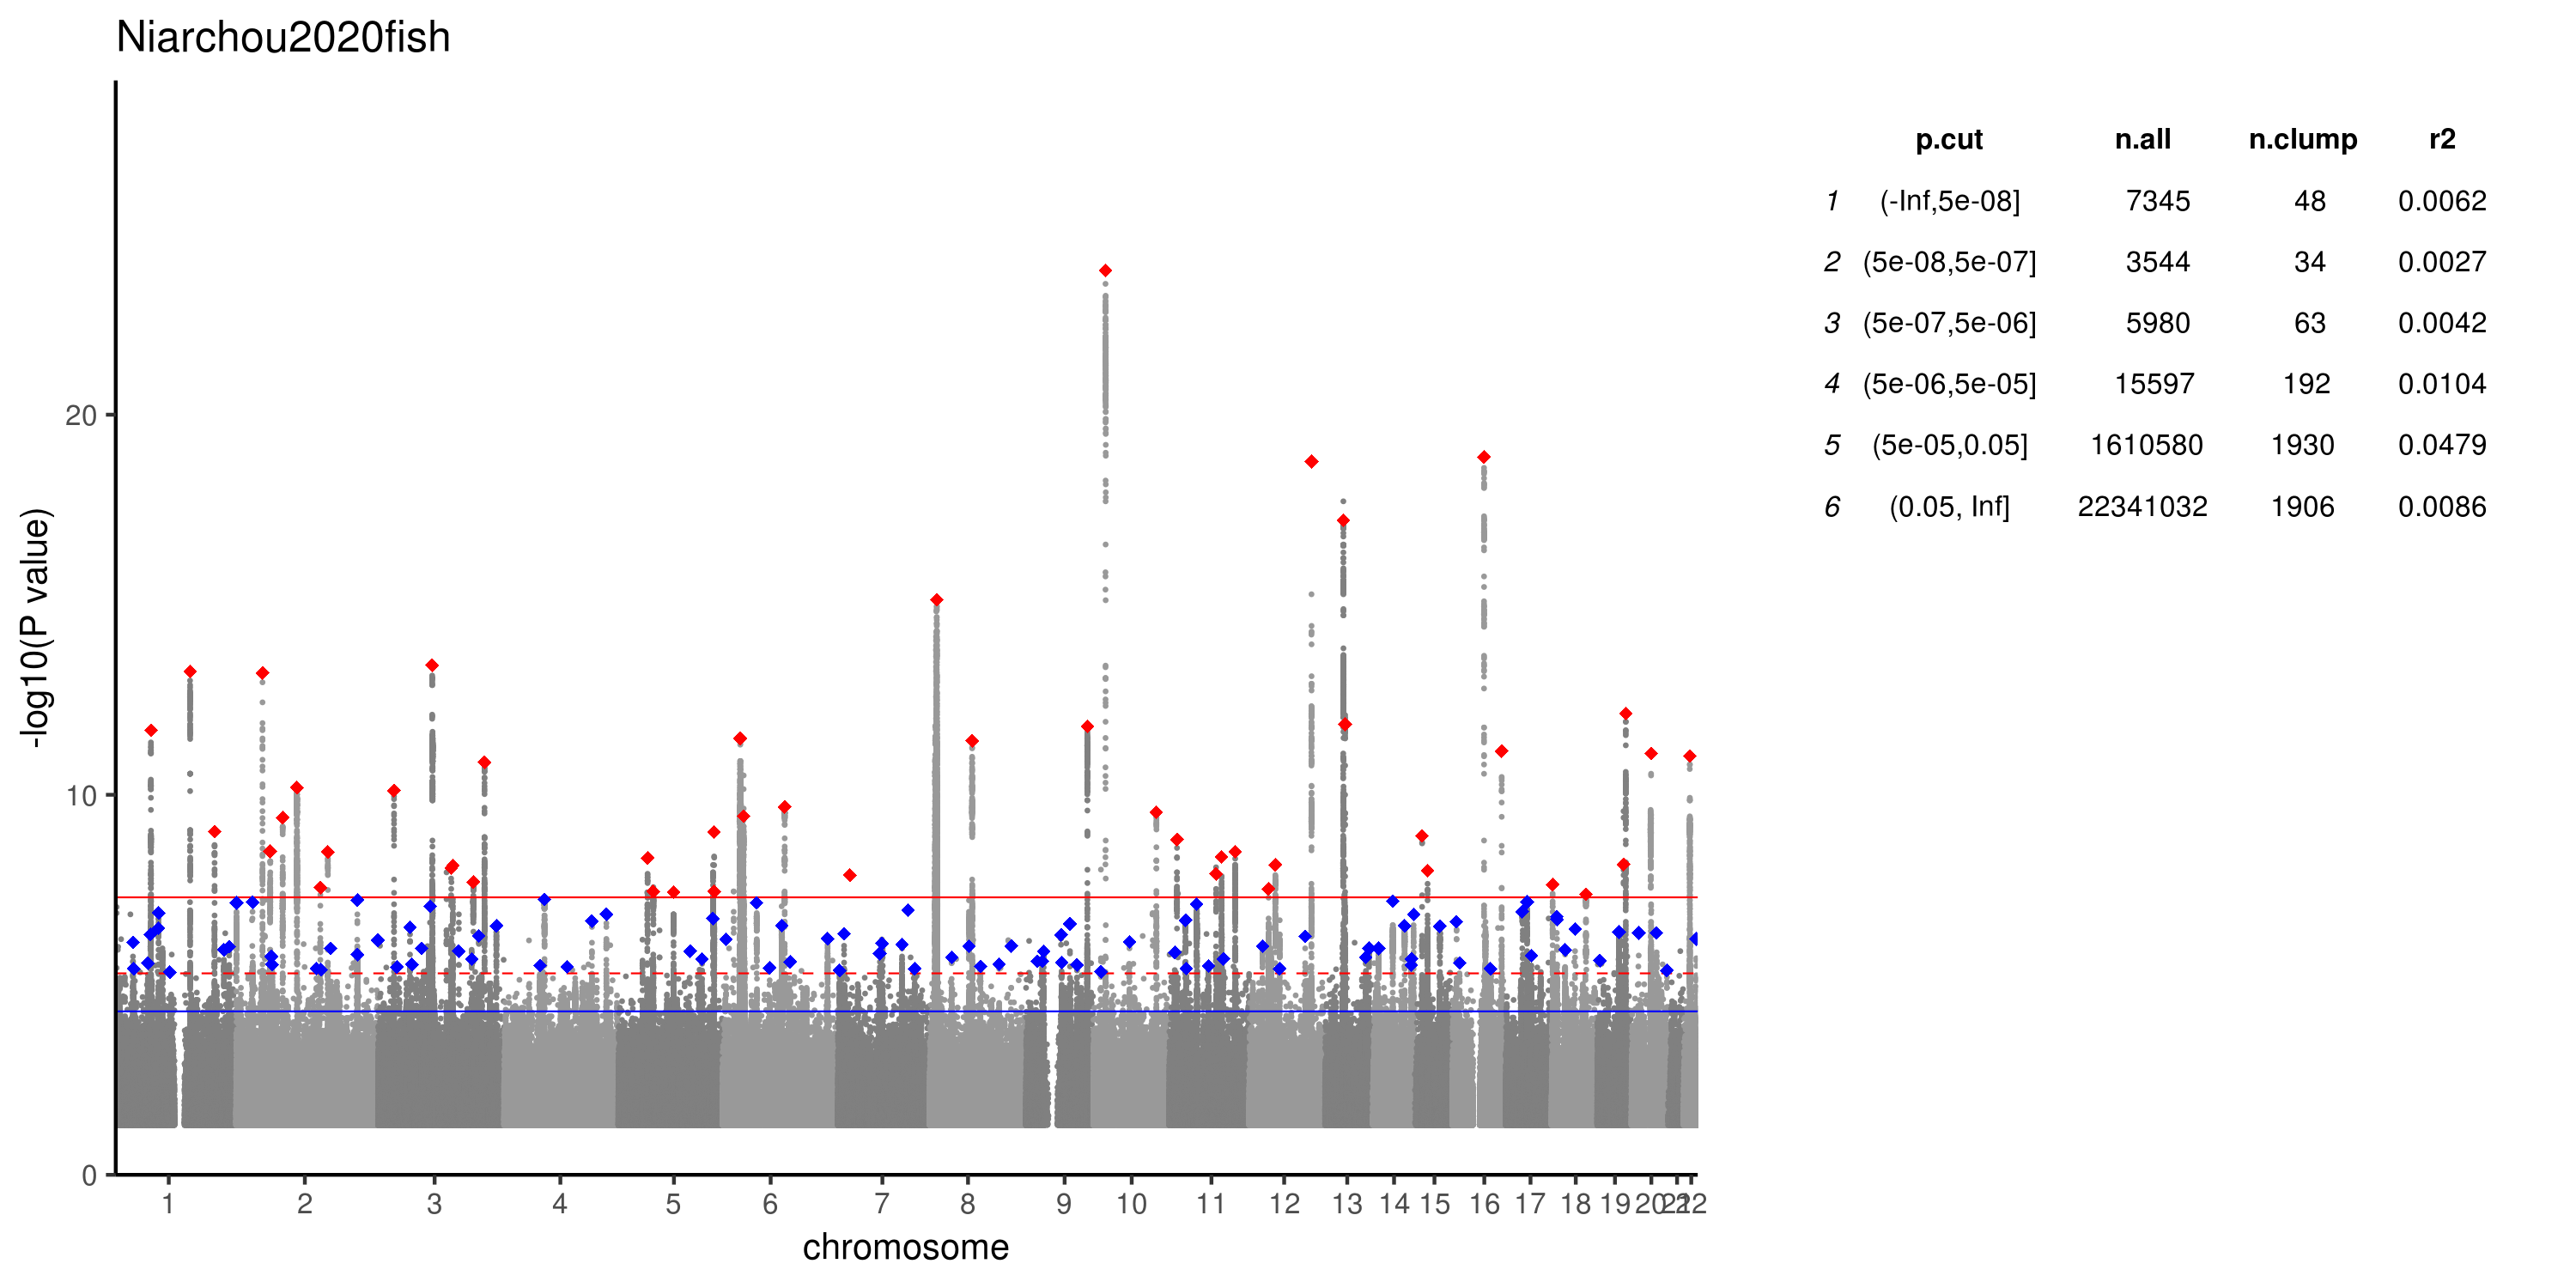 Niarchou2020fish
-log10(P value)
20
10
0
1 2 3 4 5 6 7 8 9 10 11 12 13 14 15 16 17 18 19 20 21 22
chromosome
p.cut n.all n.clump r2
1 (-Inf,5e-08] 7345 48 0.0062
2 (5e-08,5e-07] 3544 34 0.0027
3 (5e-07,5e-06] 5980 63 0.0042
4 (5e-06,5e-05] 15597 192 0.0104
5 (5e-05,0.05] 1610580 1930 0.0479
6 (0.05, Inf] 22341032 1906 0.0086